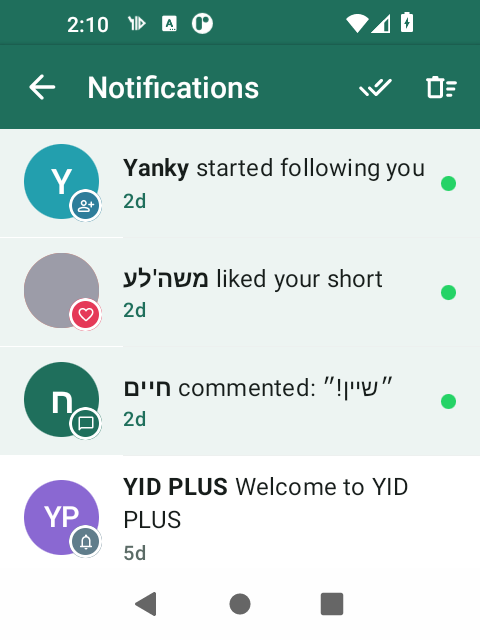 2:10
Notifications
Y
Yanky started following you
2d
משה'לע liked your short
2d
ח
חיים commented: ״שיין!״
2d
YP
YID PLUS Welcome to YID
PLUS
5d